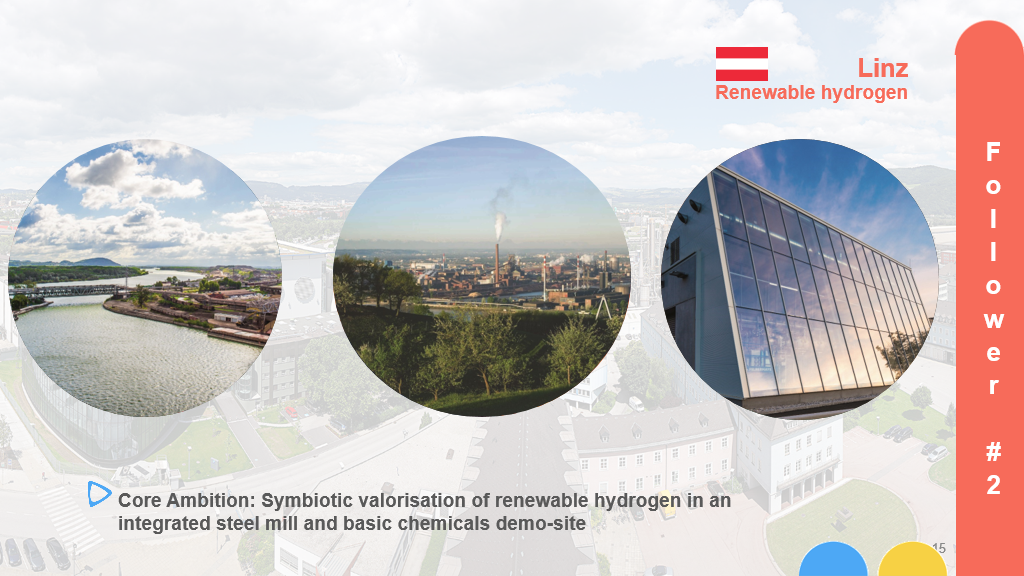 Linz
Renewable hydrogen
Follower #2
Core Ambition: Symbiotic valorisation of renewable hydrogen in an
integrated steel mill and basic chemicals demo-site
15